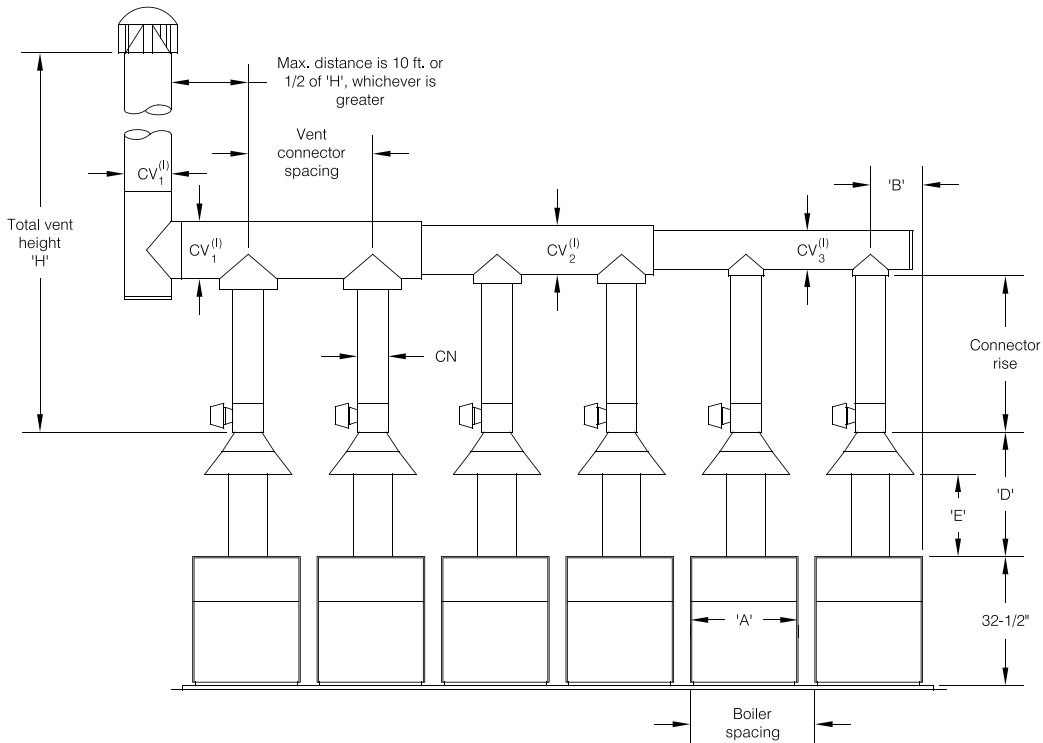 Max. distance is 10 ft. or
1/2 of 'H', whichever is
greater
Vent
connector
spacing
CV₁⁽ᴵ⁾
'B'
Total vent
height
'H'
CV₁⁽ᴵ⁾
CV₂⁽ᴵ⁾
CV₃⁽ᴵ⁾
CN
Connector
rise
'D'
'E'
'A'
32-1/2"
Boiler
spacing